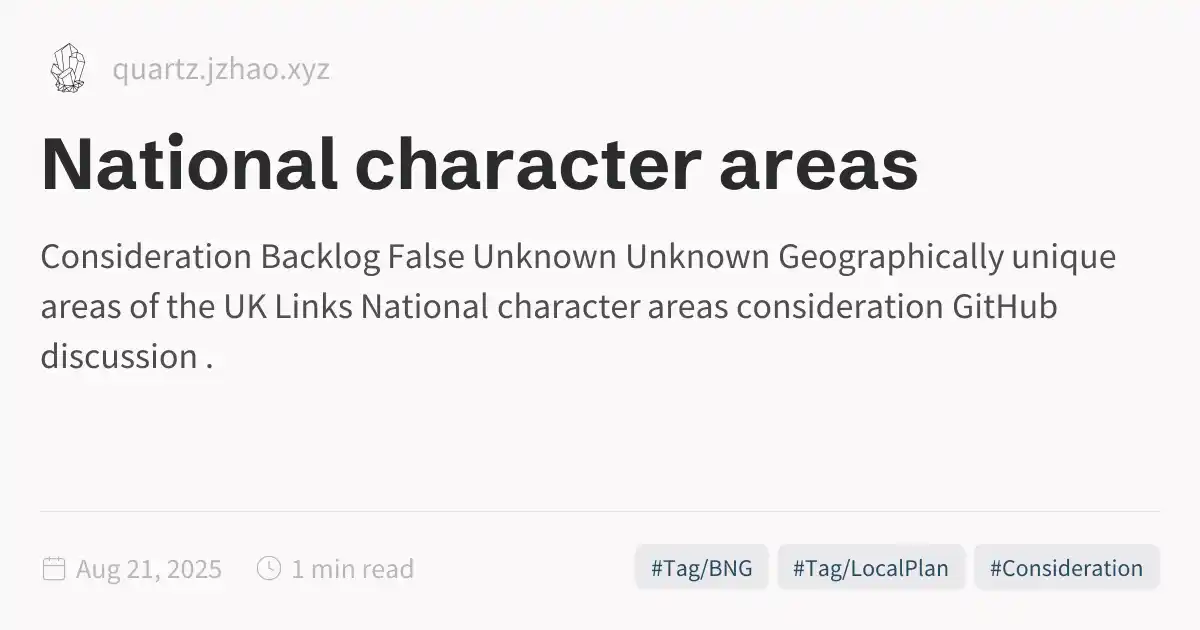 quartz.jzhao.xyz
National character areas
Consideration Backlog False Unknown Unknown Geographically unique
areas of the UK Links National character areas consideration GitHub
discussion .
Aug 21, 2025 1 min read #Tag/BNG #Tag/LocalPlan #Consideration